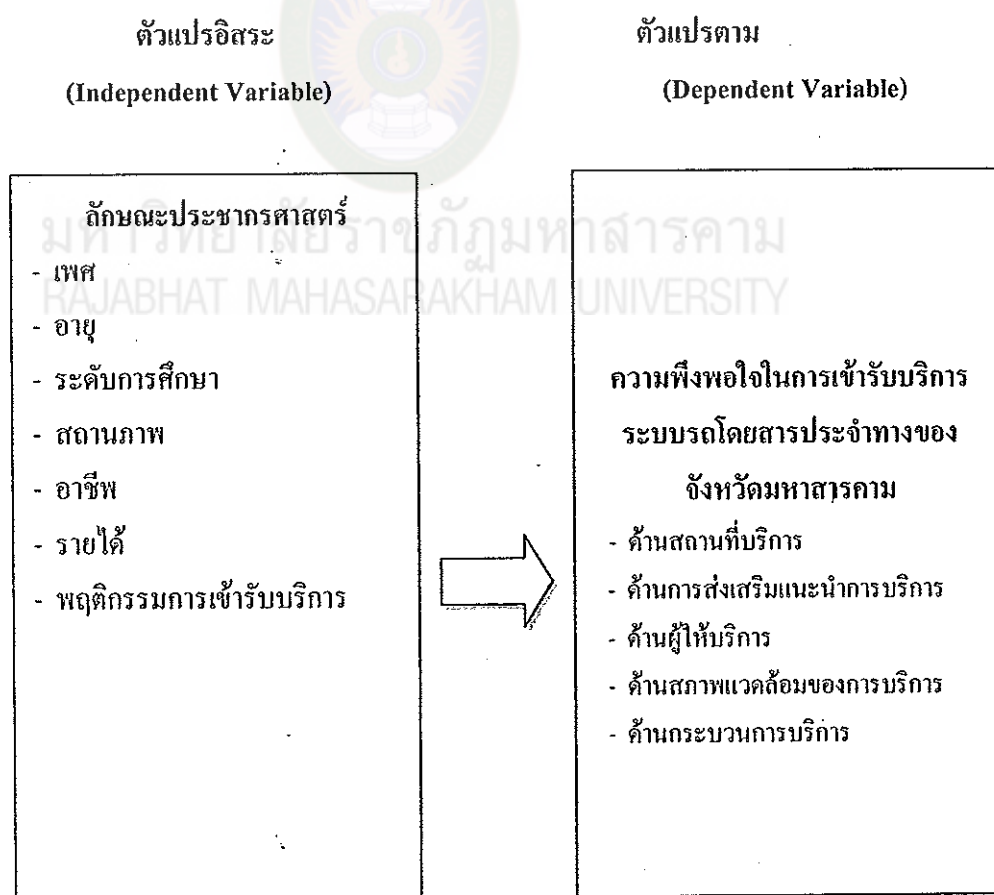 ตัวแปรอิสระ
(Independent Variable)
ตัวแปรตาม
(Dependent Variable)
มหาวิทยาลัยราชภัฏมหาสารคาม
RAJABHAT MAHASARAKHAM UNIVERSITY
ลักษณะประชากรศาสตร์
- เพศ
- อายุ
- ระดับการศึกษา
- สถานภาพ
- อาชีพ
- รายได้
- พฤติกรรมการเข้ารับบริการ
ความพึงพอใจในการเข้ารับบริการ
ระบบรถโดยสารประจำทางของ
จังหวัดมหาสารคาม
- ด้านสถานที่บริการ
- ด้านการส่งเสริมแนะนำการบริการ
- ด้านผู้ให้บริการ
- ด้านสภาพแวดล้อมของการบริการ
- ด้านกระบวนการบริการ